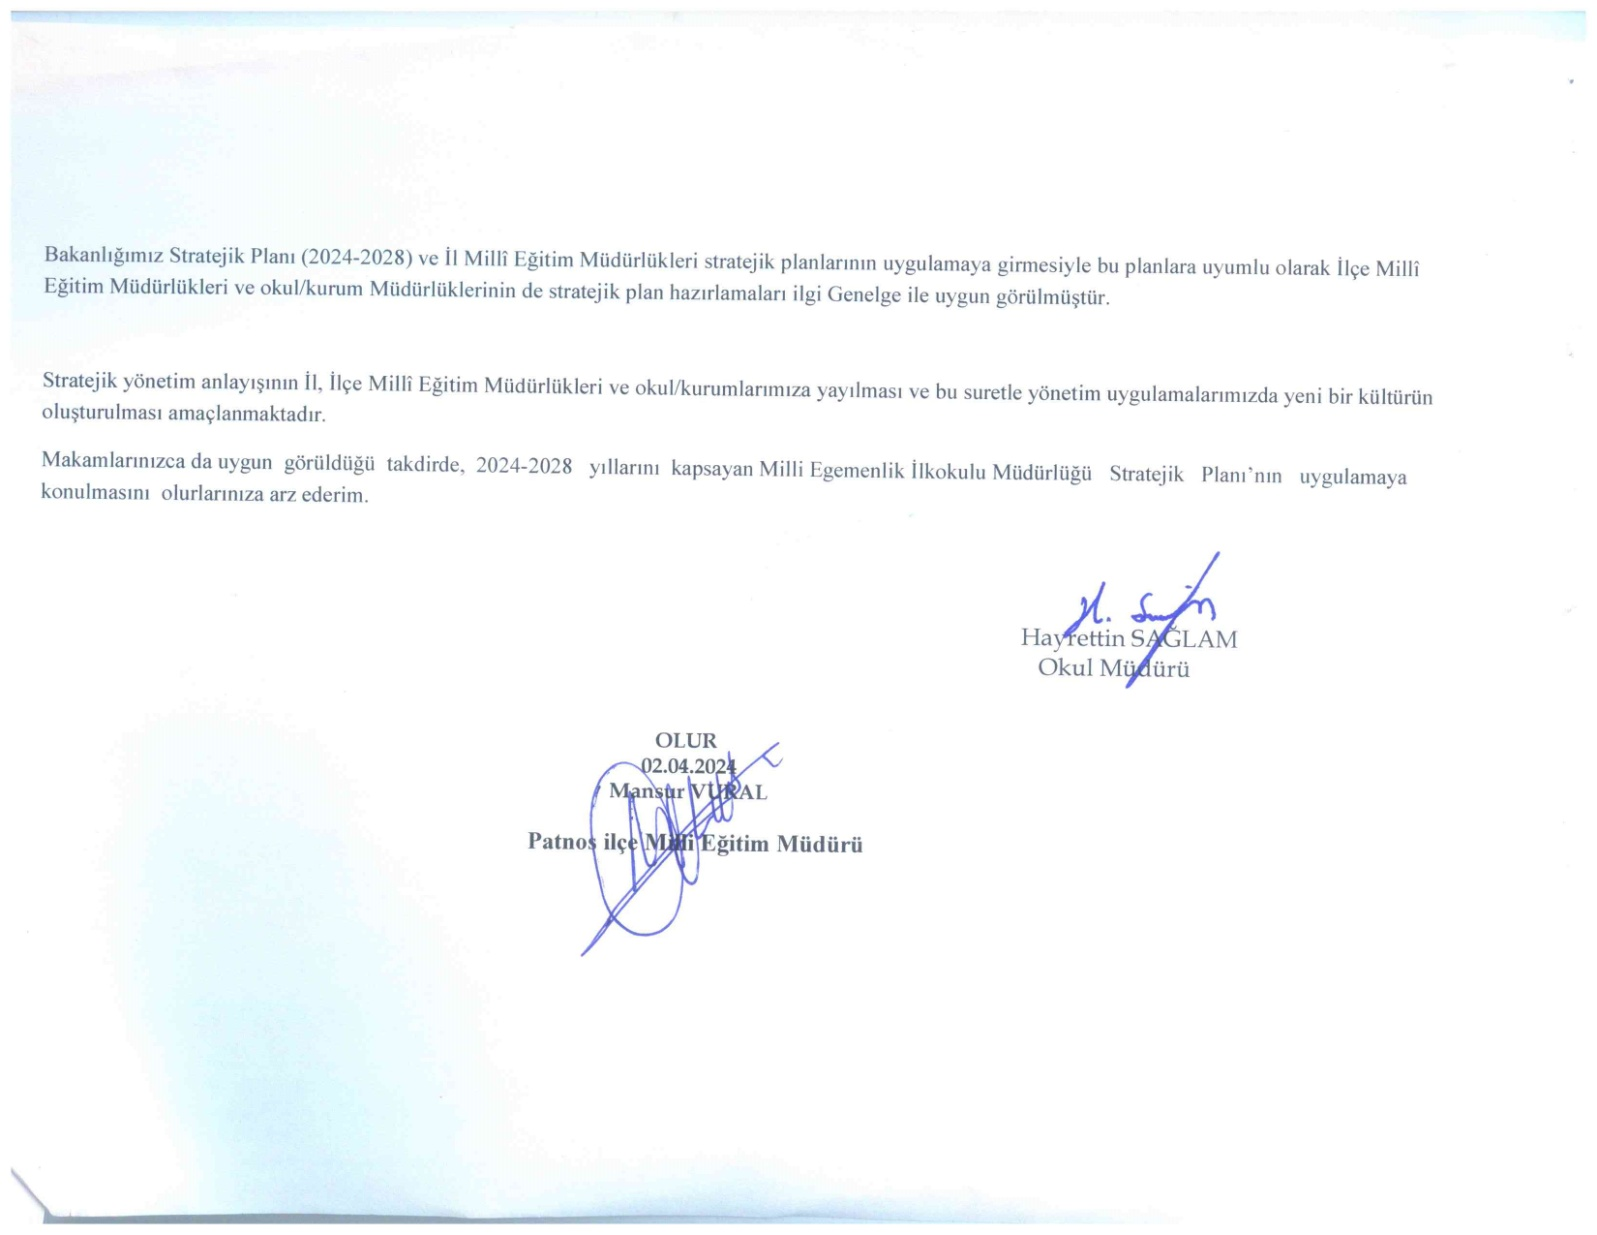 Bakanlığımız Stratejik Planı (2024-2028) ve İl Millî Eğitim Müdürlükleri stratejik planlarının uygulamaya girmesiyle bu planlara uyumlu olarak İlçe Millî
Eğitim Müdürlükleri ve okul/kurum Müdürlüklerinin de stratejik plan hazırlamaları ilgi Genelge ile uygun görülmüştür.
Stratejik yönetim anlayışının İl, İlçe Millî Eğitim Müdürlükleri ve okul/kurumlarımıza yayılması ve bu suretle yönetim uygulamalarımızda yeni bir kültürün
oluşturulması amaçlanmaktadır.
Makamlarınızca da uygun görüldüğü takdirde, 2024-2028 yıllarını kapsayan Milli Egemenlik İlkokulu Müdürlüğü Stratejik Planı’nın uygulamaya
konulmasını olurlarınıza arz ederim.
Hayrettin SAĞLAM
Okul Müdürü
OLUR
02.04.2024
Mansur VURAL
Patnos ilçe Milli Eğitim Müdürü